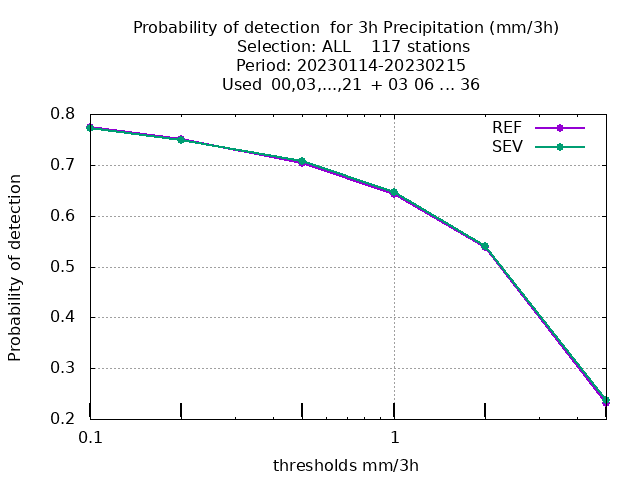 Probability of detection  for 3h Precipitation (mm/3h)
Selection: ALL    117 stations
Period: 20230114-20230215
Used  00,03,...,21  + 03 06 ... 36
REF
SEV
0.8
0.7
0.6
0.5
0.4
0.3
0.2
Probability of detection
0.1
1
thresholds mm/3h